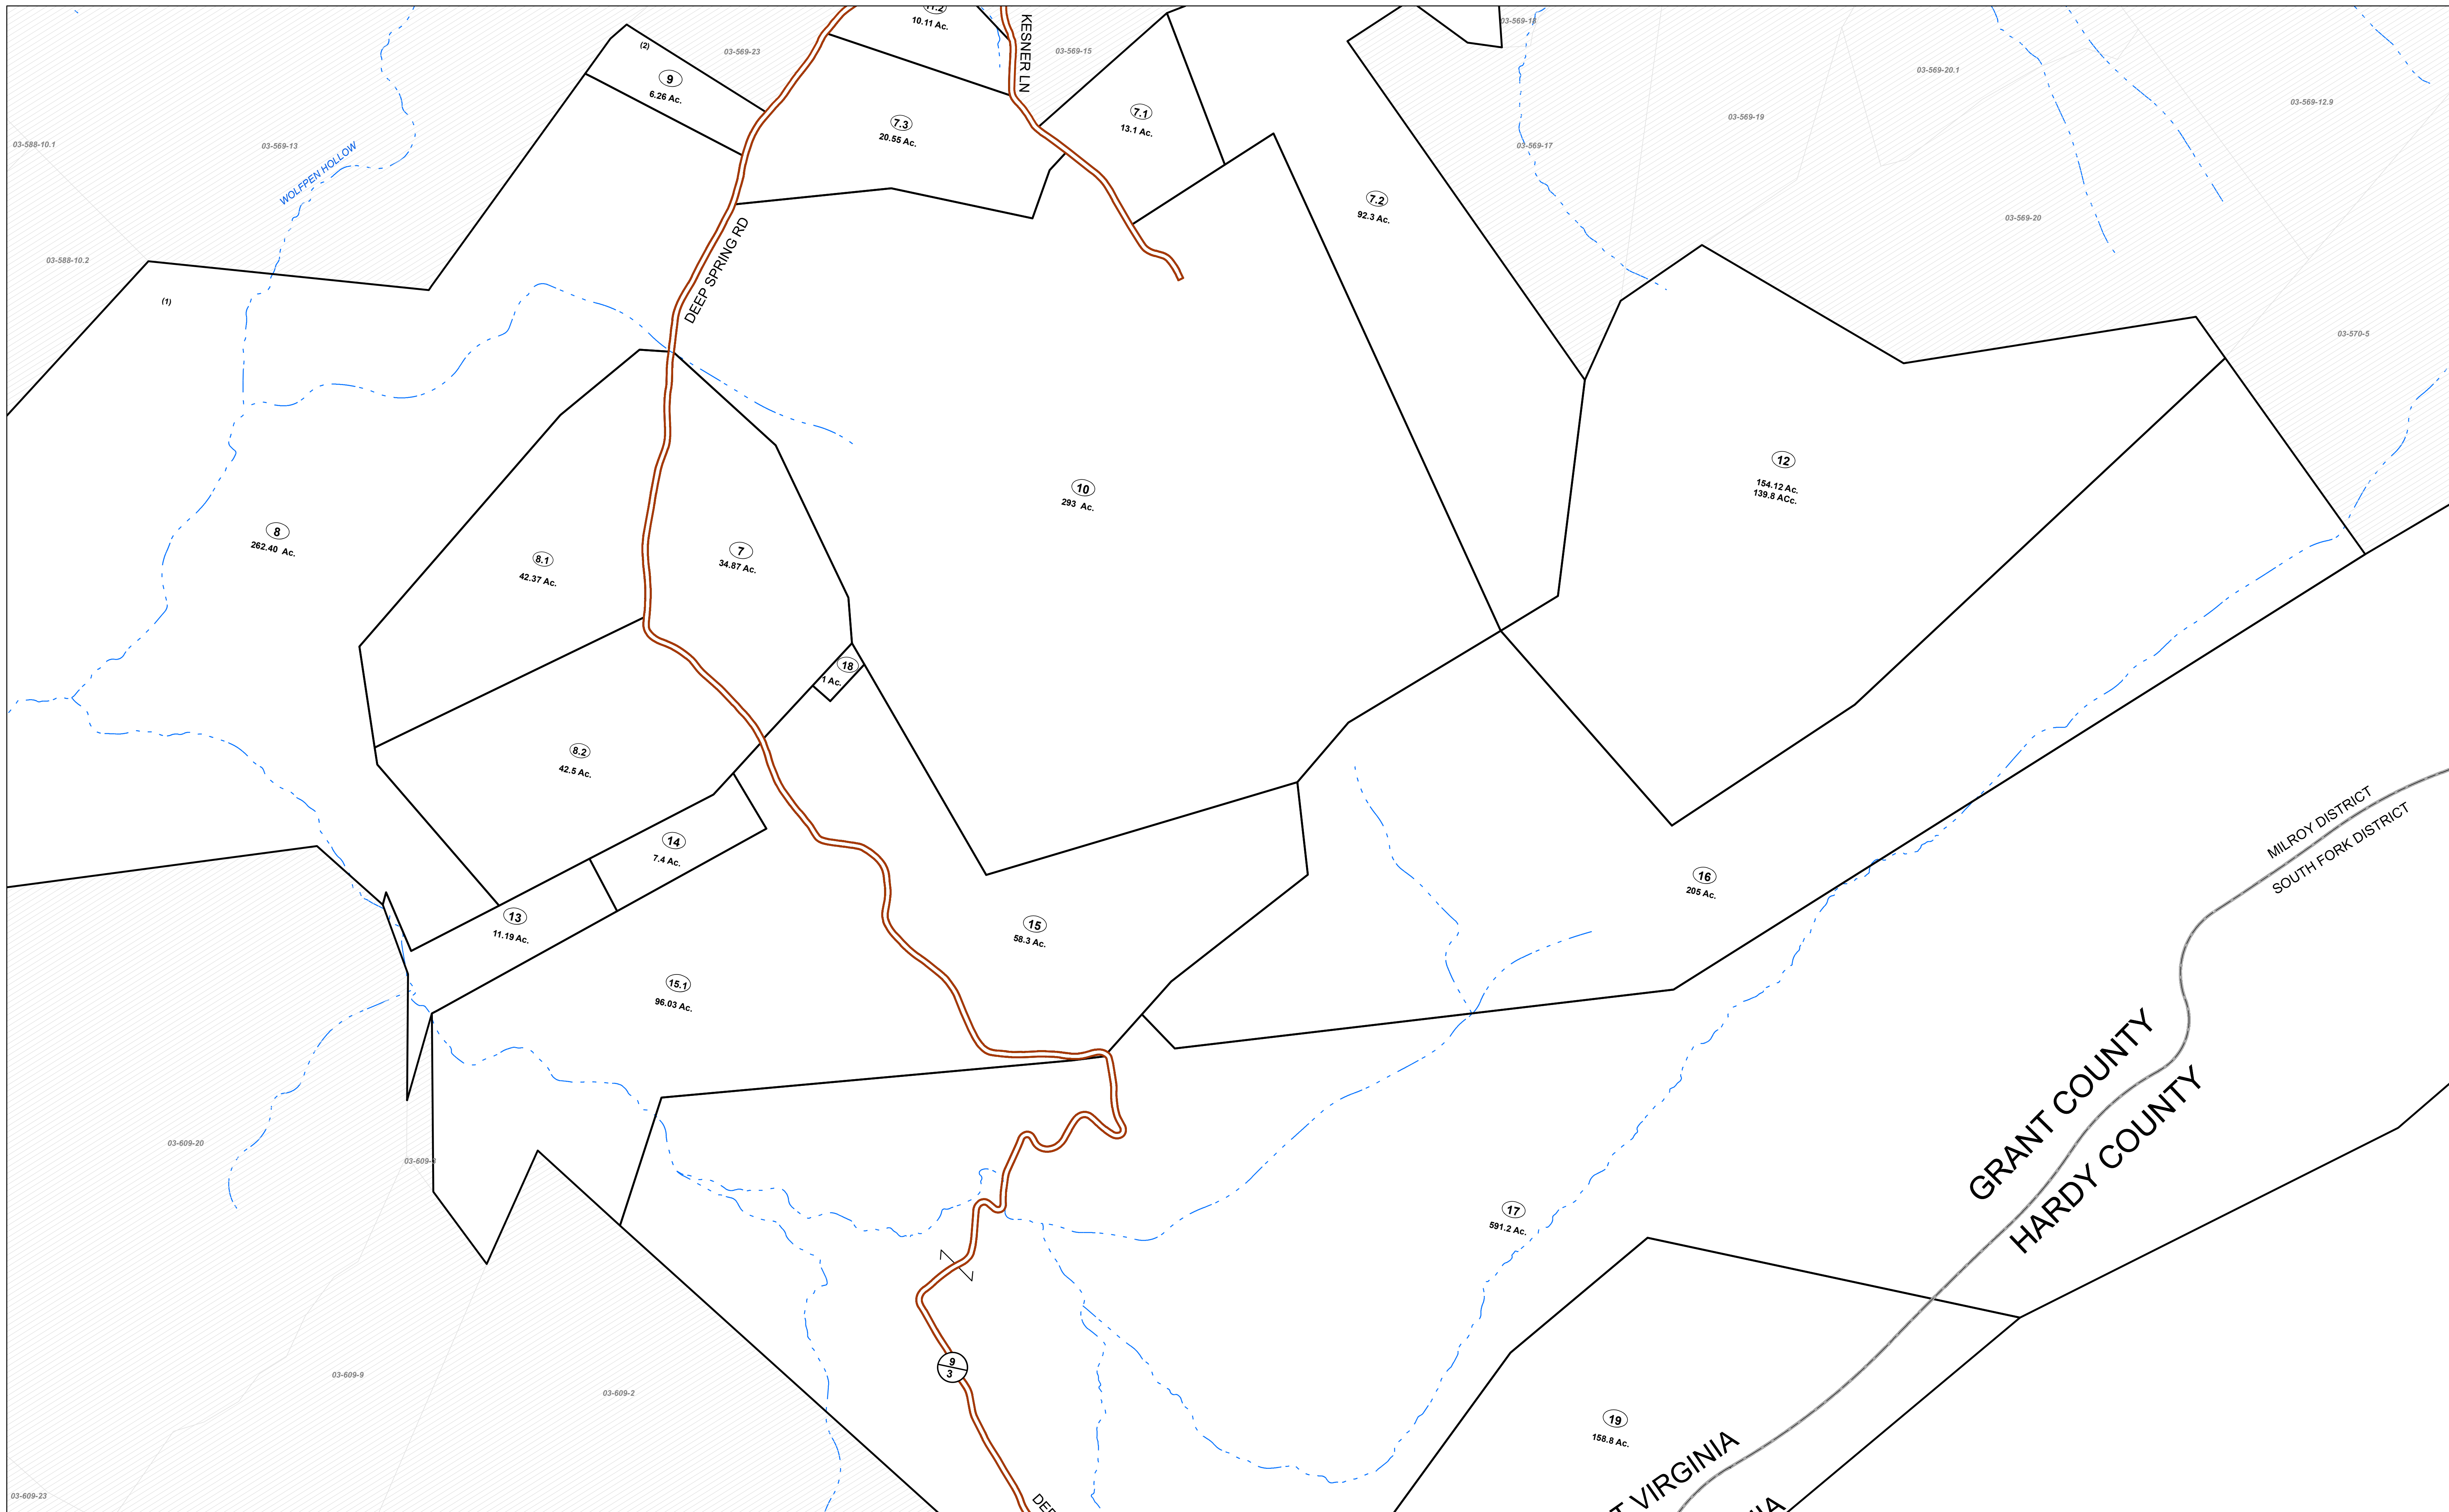 10.11 Ac.
KESNER LN
03-569-18
(2)
03-569-23
03-569-15
03-569-20.1
9
6.26 Ac.
7.1
13.1 Ac.
03-569-12.9
7.3
20.55 Ac.
03-569-19
03-588-10.1
03-569-13
03-569-17
WOLFPEN HOLLOW
7.2
92.3 Ac.
03-569-20
03-588-10.2
DEEP SPRING RD
(1)
03-570-5
12
154.12 Ac.
139.8 ACc.
10
293 Ac.
8
262.40 Ac.
8.1
42.37 Ac.
7
34.87 Ac.
18
1 Ac.
8.2
42.5 Ac.
MILROY DISTRICT
SOUTH FORK DISTRICT
14
7.4 Ac.
16
205 Ac.
13
11.19 Ac.
15
58.3 Ac.
15.1
96.03 Ac.
GRANT COUNTY
HARDY COUNTY
03-609-20
17
591.2 Ac.
9
3
03-609-9
03-609-2
19
158.8 Ac.
VIRGINIA
03-609-23